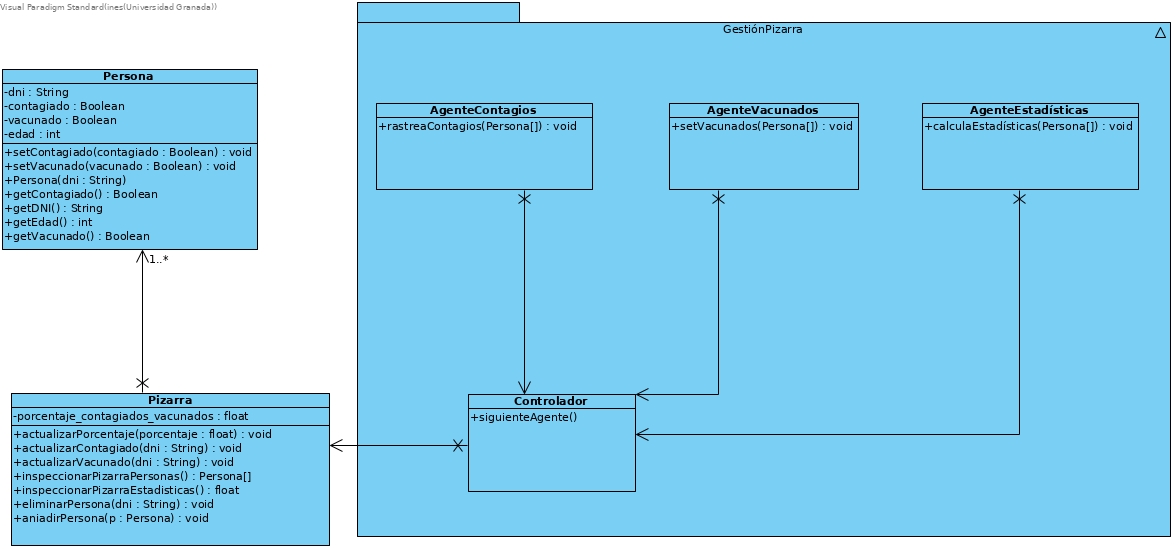 Visual Paradigm Standard(ines(Universidad Granada))
GestiónPizarra
Persona
-dni : String
-contagiado : Boolean
-vacunado : Boolean
-edad : int
+setContagiado(contagiado : Boolean) : void
+setVacunado(vacunado : Boolean) : void
+Persona(dni : String)
+getContagiado() : Boolean
+getDNI() : String
+getEdad() : int
+getVacunado() : Boolean
AgenteContagios
+rastreaContagios(Persona[]) : void
AgenteVacunados
+setVacunados(Persona[]) : void
AgenteEstadísticas
+calculaEstadísticas(Persona[]) : void
1..*
Pizarra
-porcentaje_contagiados_vacunados : float
+actualizarPorcentaje(porcentaje : float) : void
+actualizarContagiado(dni : String) : void
+actualizarVacunado(dni : String) : void
+inspeccionarPizarraPersonas() : Persona[]
+inspeccionarPizarraEstadisticas() : float
+eliminarPersona(dni : String) : void
+aniadirPersona(p : Persona) : void
Controlador
+siguienteAgente()